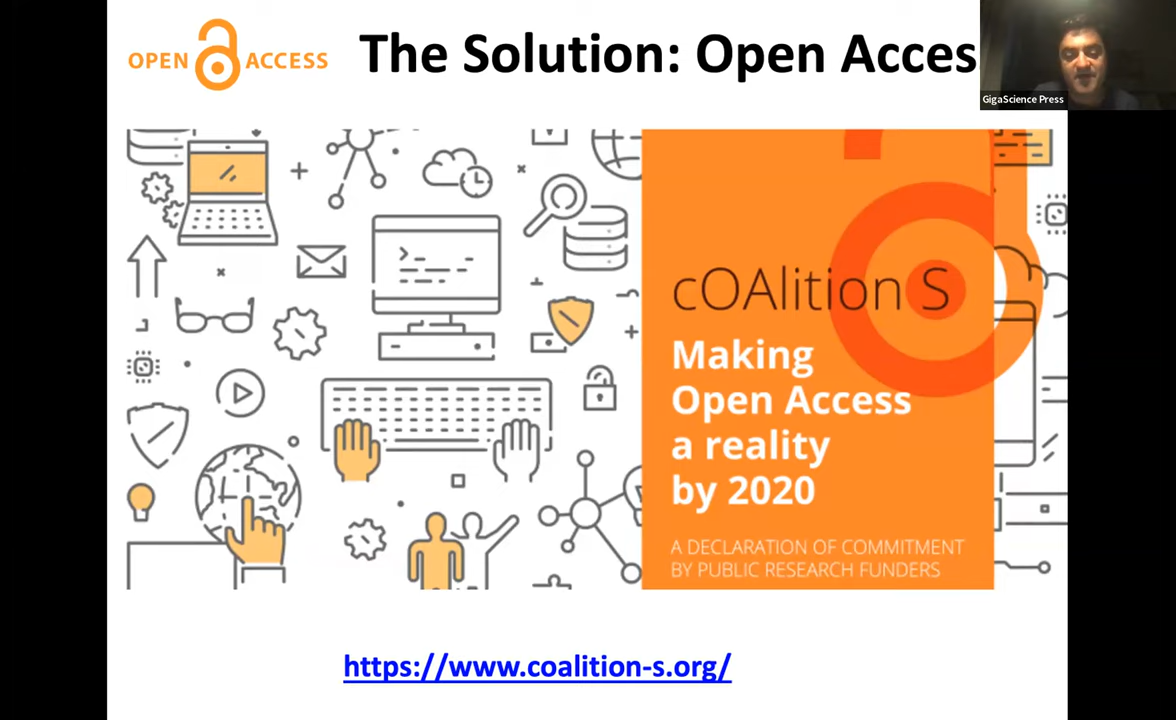 OPEN ACCESS
The Solution: Open Acces
GigaScience Press
cOAlition S
Making
Open Access
a reality
by 2020
A DECLARATION OF COMMITMENT
BY PUBLIC RESEARCH FUNDERS
https://www.coalition-s.org/